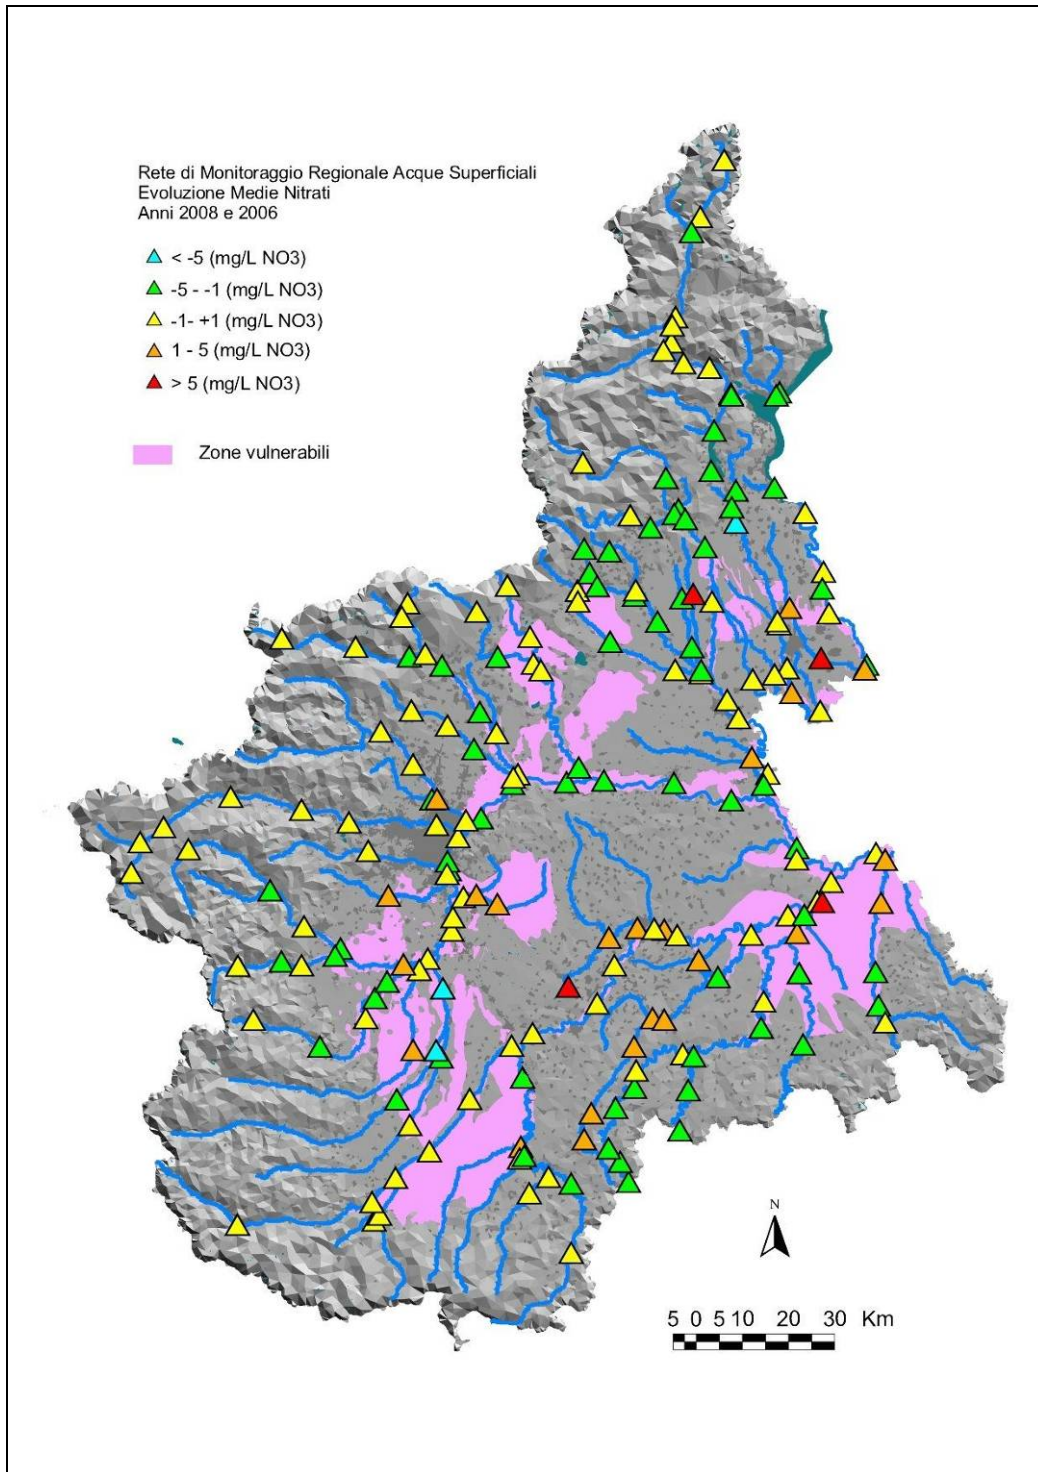 Rete di Monitoraggio Regionale Acque Superficiali
Evoluzione Medie Nitrati
Anni 2008 e 2006
< -5 (mg/L NO3)
-5 - -1 (mg/L NO3)
-1- +1 (mg/L NO3)
1 - 5 (mg/L NO3)
> 5 (mg/L NO3)
Zone vulnerabili
N
5 0 5 10 20 30 Km